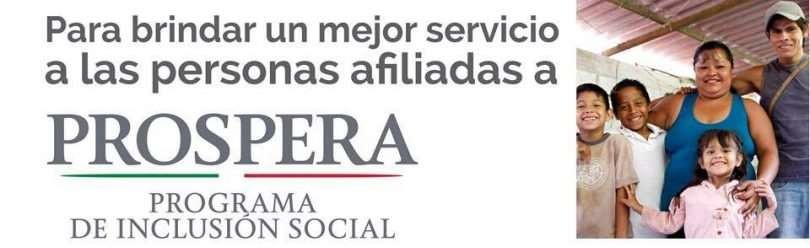 Para brindar un mejor servicio
a las personas afiliadas a
PROSPERA
PROGRAMA
DE INCLUSIÓN SOCIAL